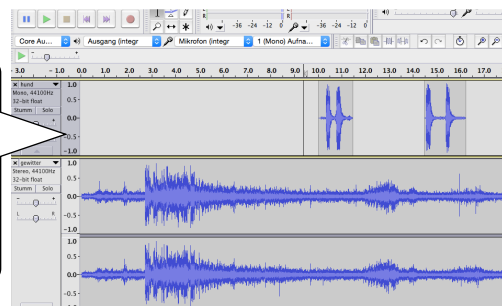 R
-36 -24 -12 0
-36 -24 -12 0
Core Au... Ausgang (integr Mikrofon (integr 1 (Mono) Aufna...
- 3.0 - 1.0 0.0 1.0 2.0 3.0 4.0 5.0 6.0 7.0 8.0 9.0 10.0 11.0 12.0 13.0 14.0 15.0 16.0 17.0
hund
Mono, 44100Hz
32-bit float
Stumm Solo
1.0
0.5-
0.0-
-0.5-
-1.0
gewitter
Stereo, 44100Hz
32-bit float
Stumm Solo
- +
L R
1.0
0.5-
0.0-
-0.5-
-1.0
1.0
0.5-
0.0-
-0.5-